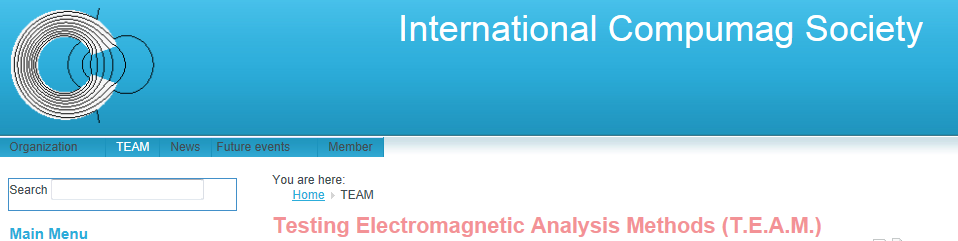 International Compumag Society
Organization TEAM News Future events Member
Search
You are here:
Home TEAM
Testing Electromagnetic Analysis Methods (T.E.A.M.)
Main Menu